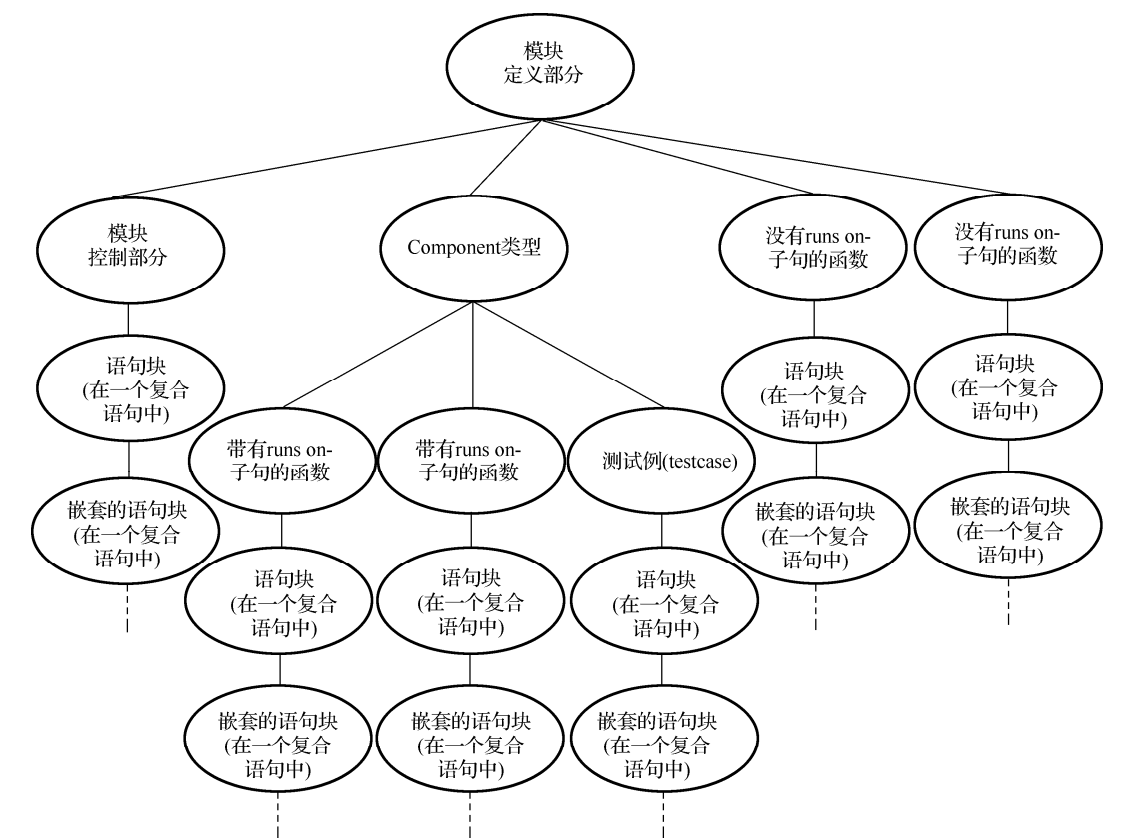 模块
定义部分
模块
控制部分
Component类型
没有runs on-
子句的函数
没有runs on-
子句的函数
语句块
(在一个复合
语句中)
语句块
(在一个复合
语句中)
语句块
(在一个复合
语句中)
带有runs on-
子句的函数
带有runs on-
子句的函数
测试例(testcase)
嵌套的语句块
(在一个复合
语句中)
嵌套的语句块
(在一个复合
语句中)
嵌套的语句块
(在一个复合
语句中)
语句块
(在一个复合
语句中)
语句块
(在一个复合
语句中)
语句块
(在一个复合
语句中)
嵌套的语句块
(在一个复合
语句中)
嵌套的语句块
(在一个复合
语句中)
嵌套的语句块
(在一个复合
语句中)